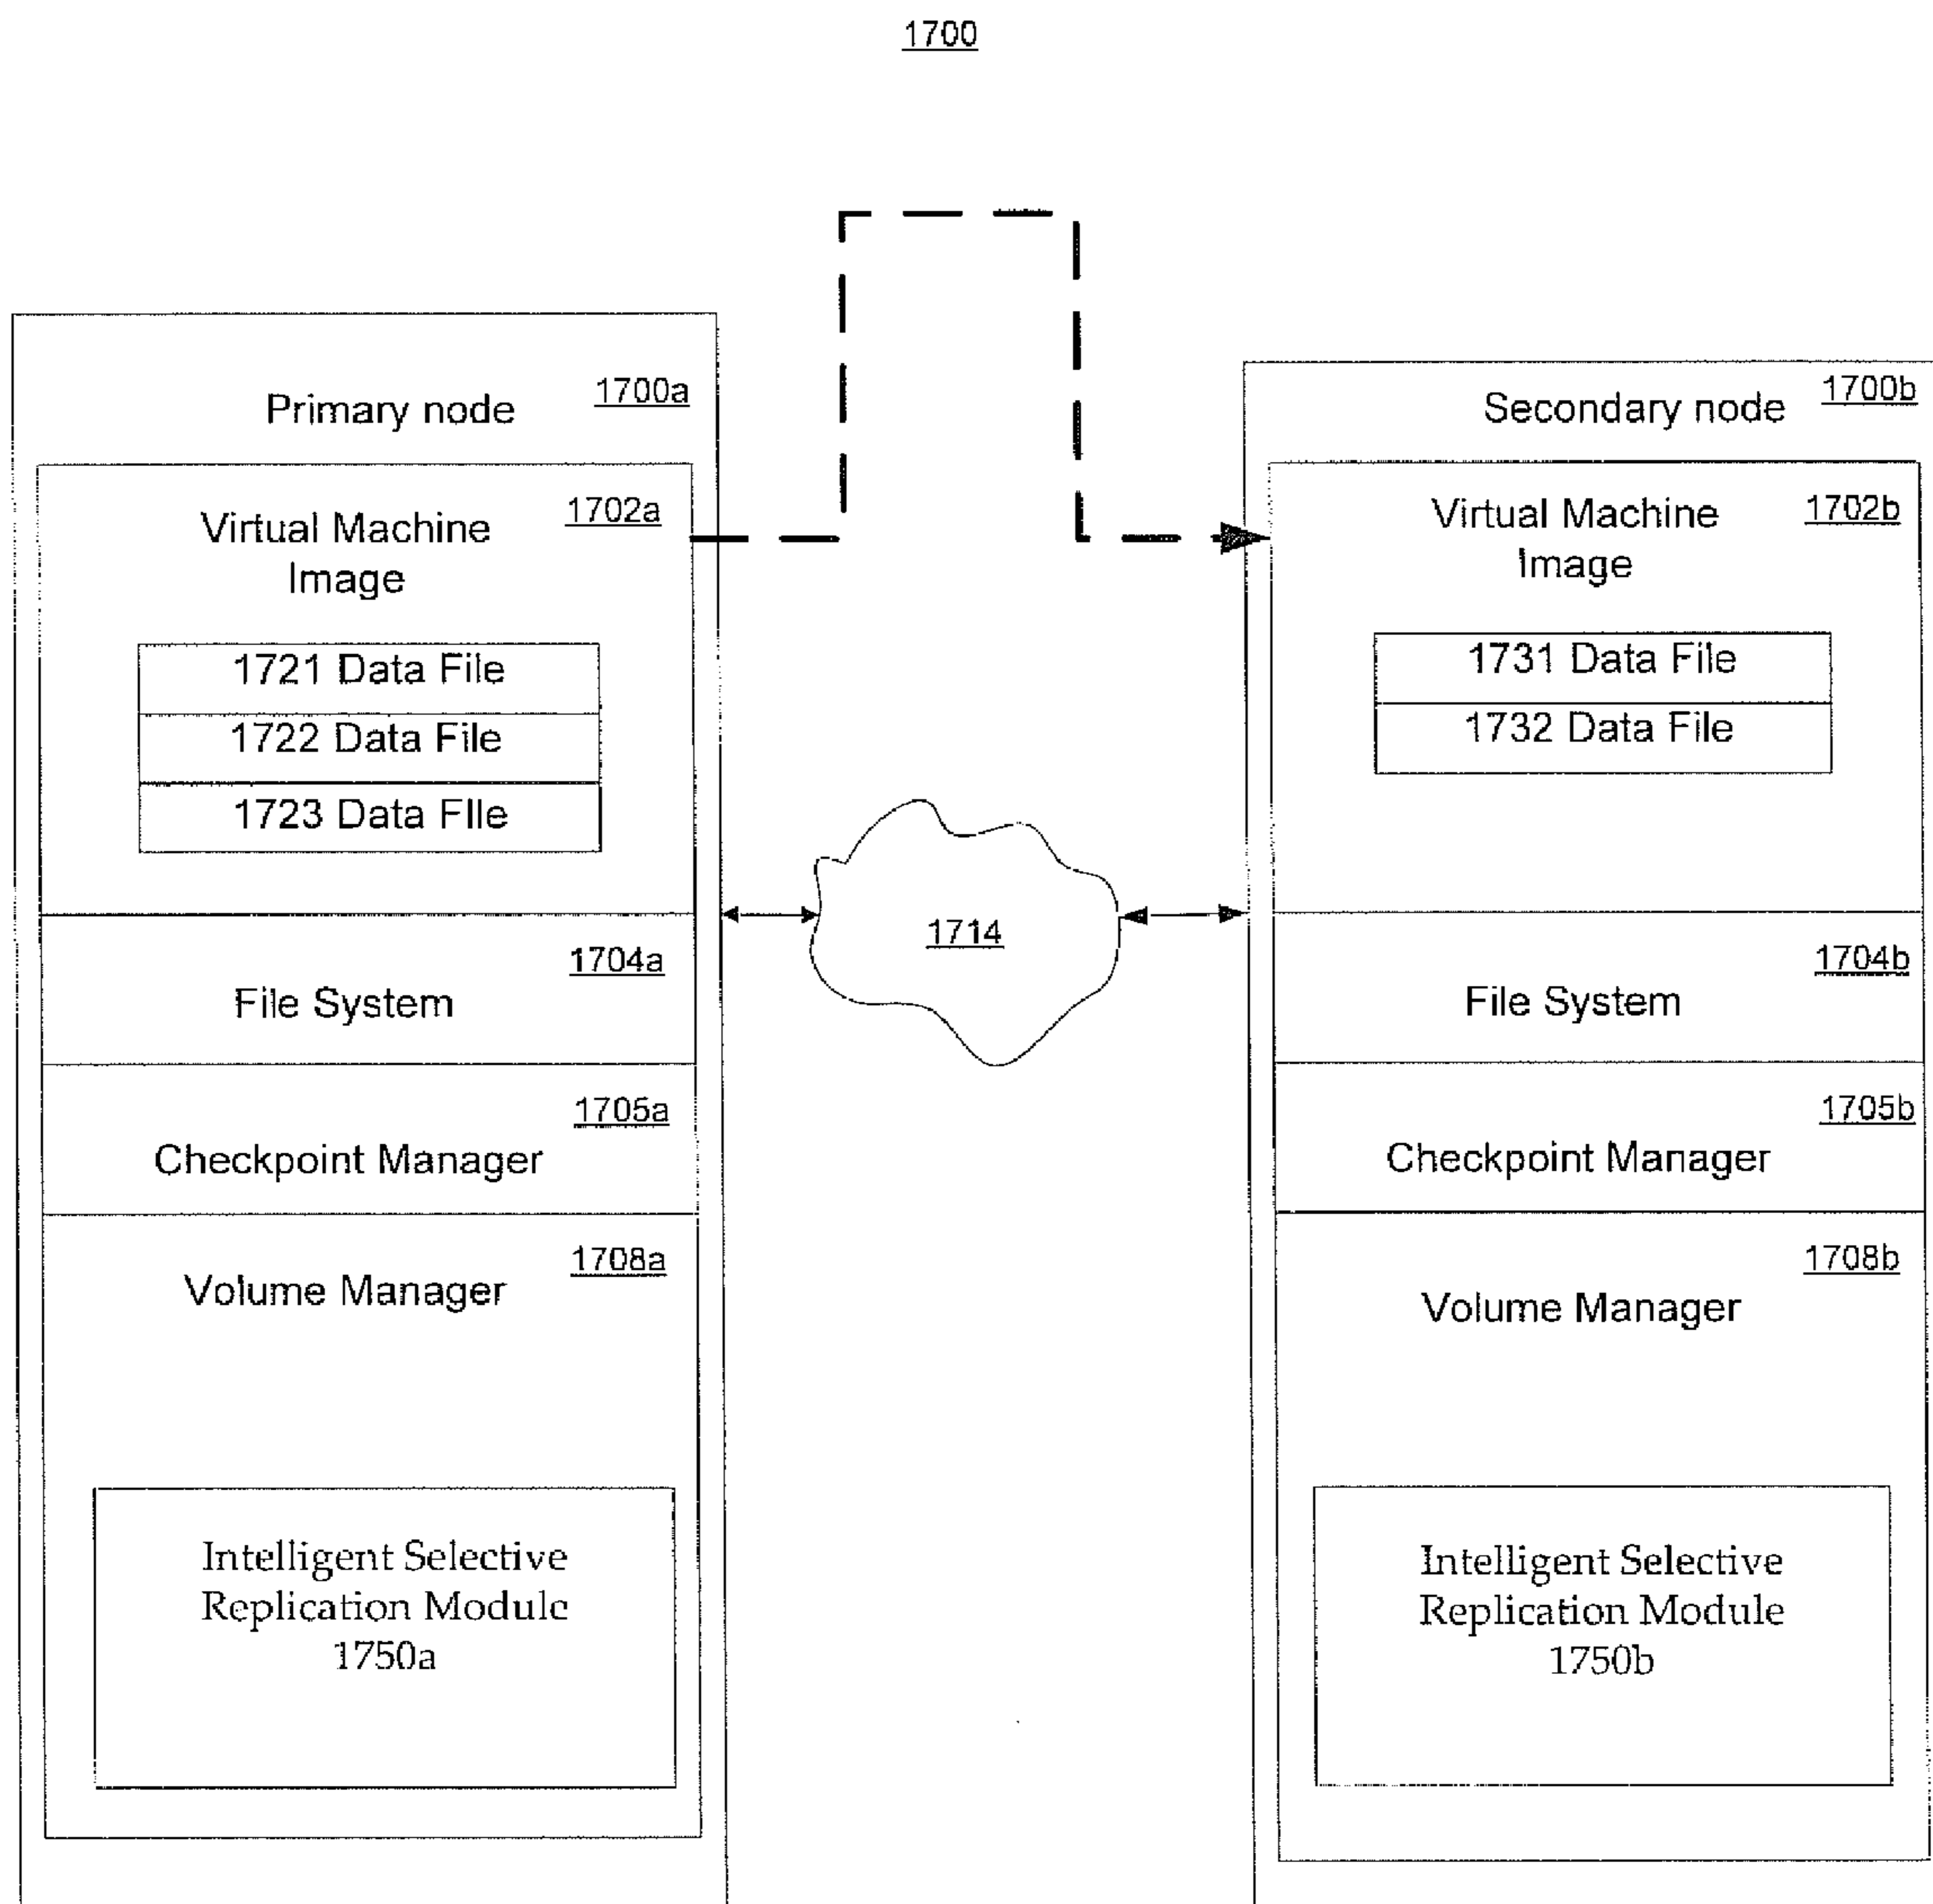 1700
Primary node 1700a
Virtual Machine 1702a
Image
1721 Data File
1722 Data File
1723 Data FIle
1704a
File System
1705a
Checkpoint Manager
1708a
Volume Manager
Intelligent Selective
Replication Module
1750a
1714
Secondary node 1700b
Virtual Machine 1702b
Image
1731 Data File
1732 Data File
1704b
File System
1705b
Checkpoint Manager
1708b
Volume Manager
Intelligent Selective
Replication Module
1750b